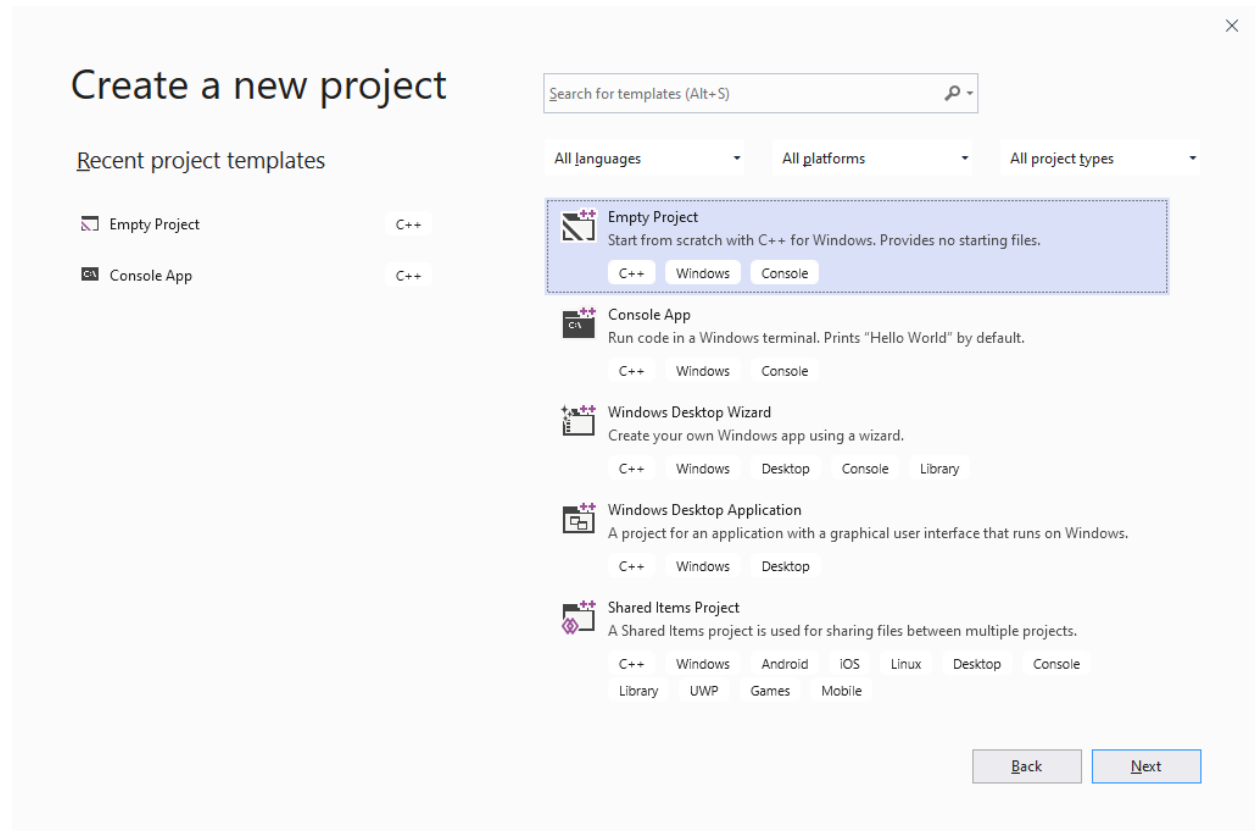 Create a new project
Search for templates (Alt+S)
Recent project templates
All languages
All platforms
All project types
Empty Project
C++
Console App
C++
Empty Project
Start from scratch with C++ for Windows. Provides no starting files.
C++ Windows Console
C:\
Console App
Run code in a Windows terminal. Prints “Hello World” by default.
C++ Windows Console
Windows Desktop Wizard
Create your own Windows app using a wizard.
C++ Windows Desktop Console Library
Windows Desktop Application
A project for an application with a graphical user interface that runs on Windows.
C++ Windows Desktop
Shared Items Project
A Shared Items project is used for sharing files between multiple projects.
C++ Windows Android iOS Linux Desktop Console
Library UWP Games Mobile
Back
Next